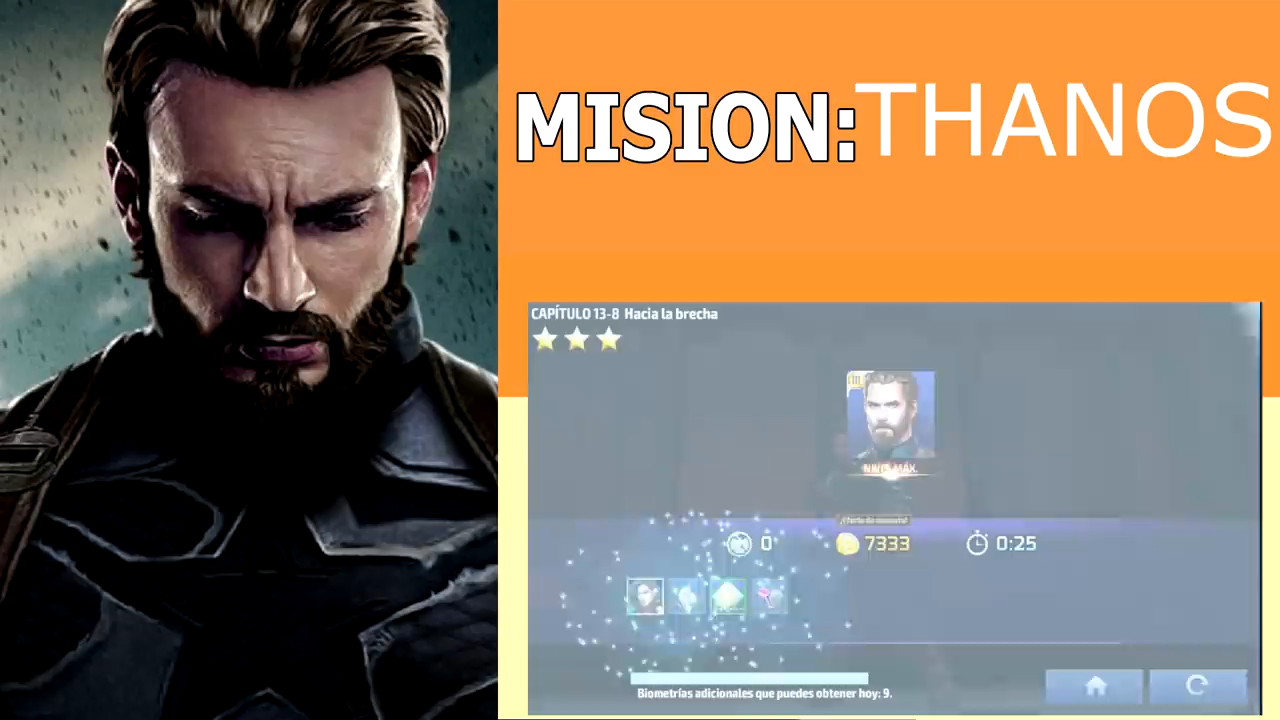 MISION: THANOS
CAPÍTULO 13-8 Hacia la brecha
NIVEL MÁX.
0
7333
0:25
Biometrías adicionales que puedes obtener hoy: 9.